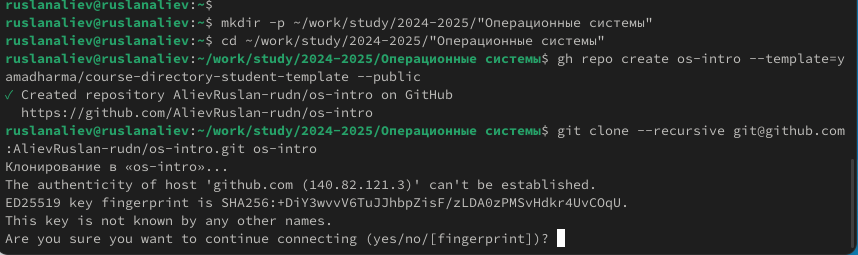 ruslanaliev@ruslanaliev:~$
ruslanaliev@ruslanaliev:~$ mkdir -p ~/work/study/2024-2025/"Операционные системы"
ruslanaliev@ruslanaliev:~$ cd ~/work/study/2024-2025/"Операционные системы"
ruslanaliev@ruslanaliev:~/work/study/2024-2025/Операционные системы$ gh repo create os-intro --template=y
amadharma/course-directory-student-template --public
✓ Created repository AlievRuslan-rudn/os-intro on GitHub
  https://github.com/AlievRuslan-rudn/os-intro
ruslanaliev@ruslanaliev:~/work/study/2024-2025/Операционные системы$ git clone --recursive git@github.com
:AlievRuslan-rudn/os-intro.git os-intro
Клонирование в «os-intro»...
The authenticity of host 'github.com (140.82.121.3)' can't be established.
ED25519 key fingerprint is SHA256:+DiY3wvvV6TuJJhbpZisF/zLDA0zPMSvHdkr4UvCOqU.
This key is not known by any other names.
Are you sure you want to continue connecting (yes/no/[fingerprint])?